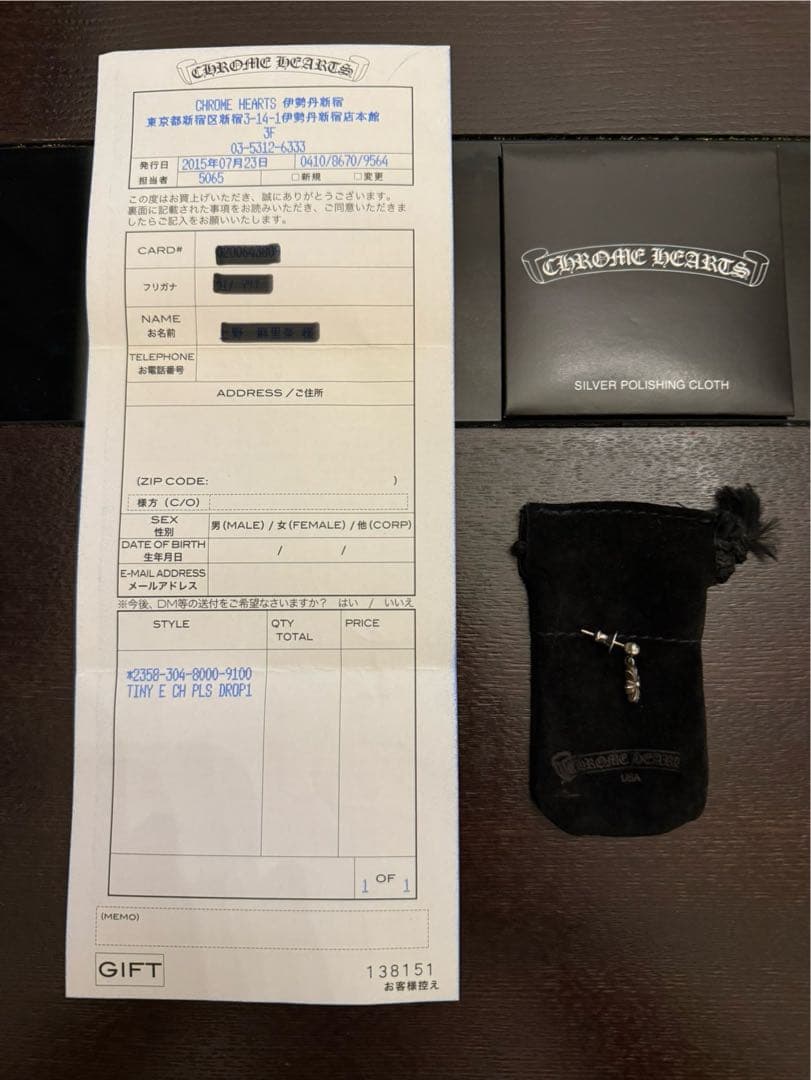 CHROME HEARTS
CHROME HEARTS 伊勢丹新宿
東京都新宿区新宿3-14-1伊勢丹新宿店本館
3F
03-5312-6333
発行日 2015年07月23日 0410/8670/9564
担当者 5065 □新規 □変更
この度はお買上げいただき、誠にありがとうございます。
裏面に記載された事項をお読みいただき、ご同意いただきま
したらご記入をお願いいたします。
CARD#
フリガナ
NAME
お名前
TELEPHONE
お電話番号
ADDRESS／ご住所
(ZIP CODE: )
様方 (C/O)
SEX
性別
男(MALE) / 女(FEMALE) / 他(CORP)
DATE OF BIRTH
生年月日
/ /
E-MAIL ADDRESS
メールアドレス
※今後、DM等の送付をご希望なさいますか? はい / いいえ
STYLE QTY TOTAL PRICE
*2358-304-8000-9100
TINY E CH PLS DROP1
1 OF 1
(MEMO)
GIFT
138151
お客様控え
CHROME HEARTS
SILVER POLISHING CLOTH
CHROME HEART
USA